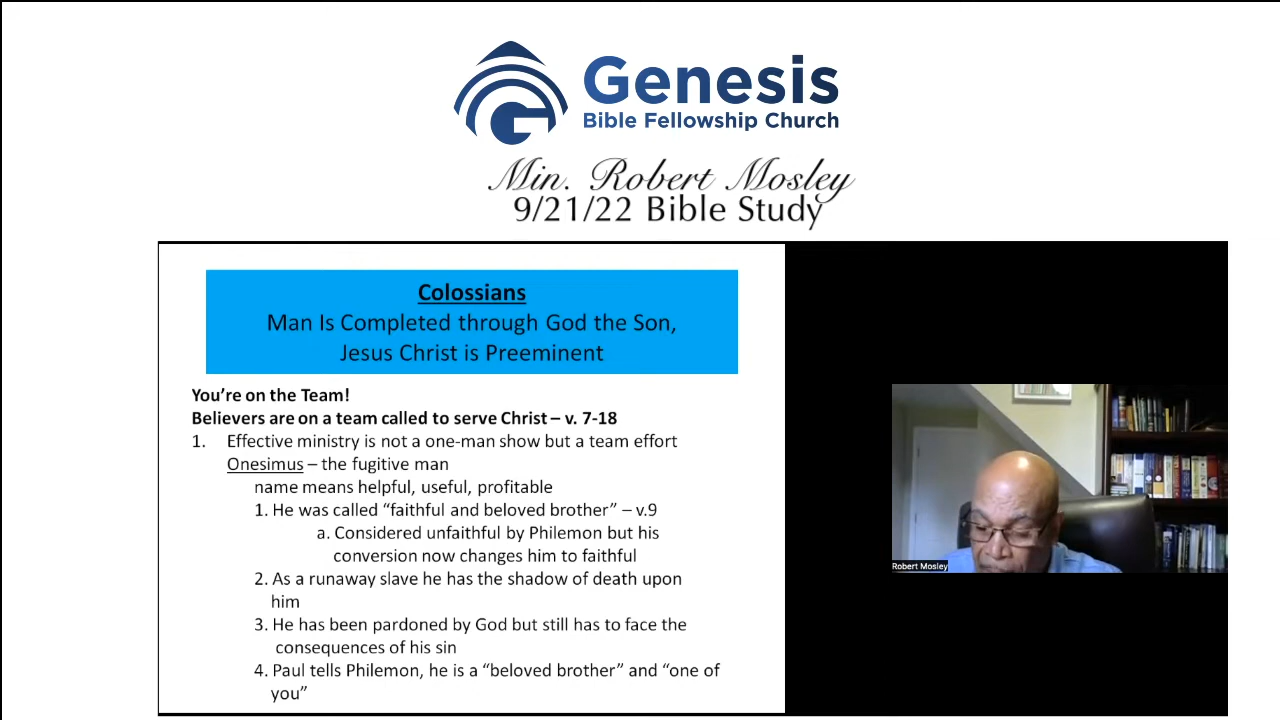 Genesis
Bible Fellowship Church
Min. Robert Mosley
9/21/22 Bible Study
Colossians
Man Is Completed through God the Son,
Jesus Christ is Preeminent
You’re on the Team!
Believers are on a team called to serve Christ – v. 7-18
1. Effective ministry is not a one-man show but a team effort
Onesimus – the fugitive man
name means helpful, useful, profitable
1. He was called “faithful and beloved brother” – v.9
a. Considered unfaithful by Philemon but his
conversion now changes him to faithful
2. As a runaway slave he has the shadow of death upon
him
3. He has been pardoned by God but still has to face the
consequences of his sin
4. Paul tells Philemon, he is a “beloved brother” and “one of
you”
Robert Mosley